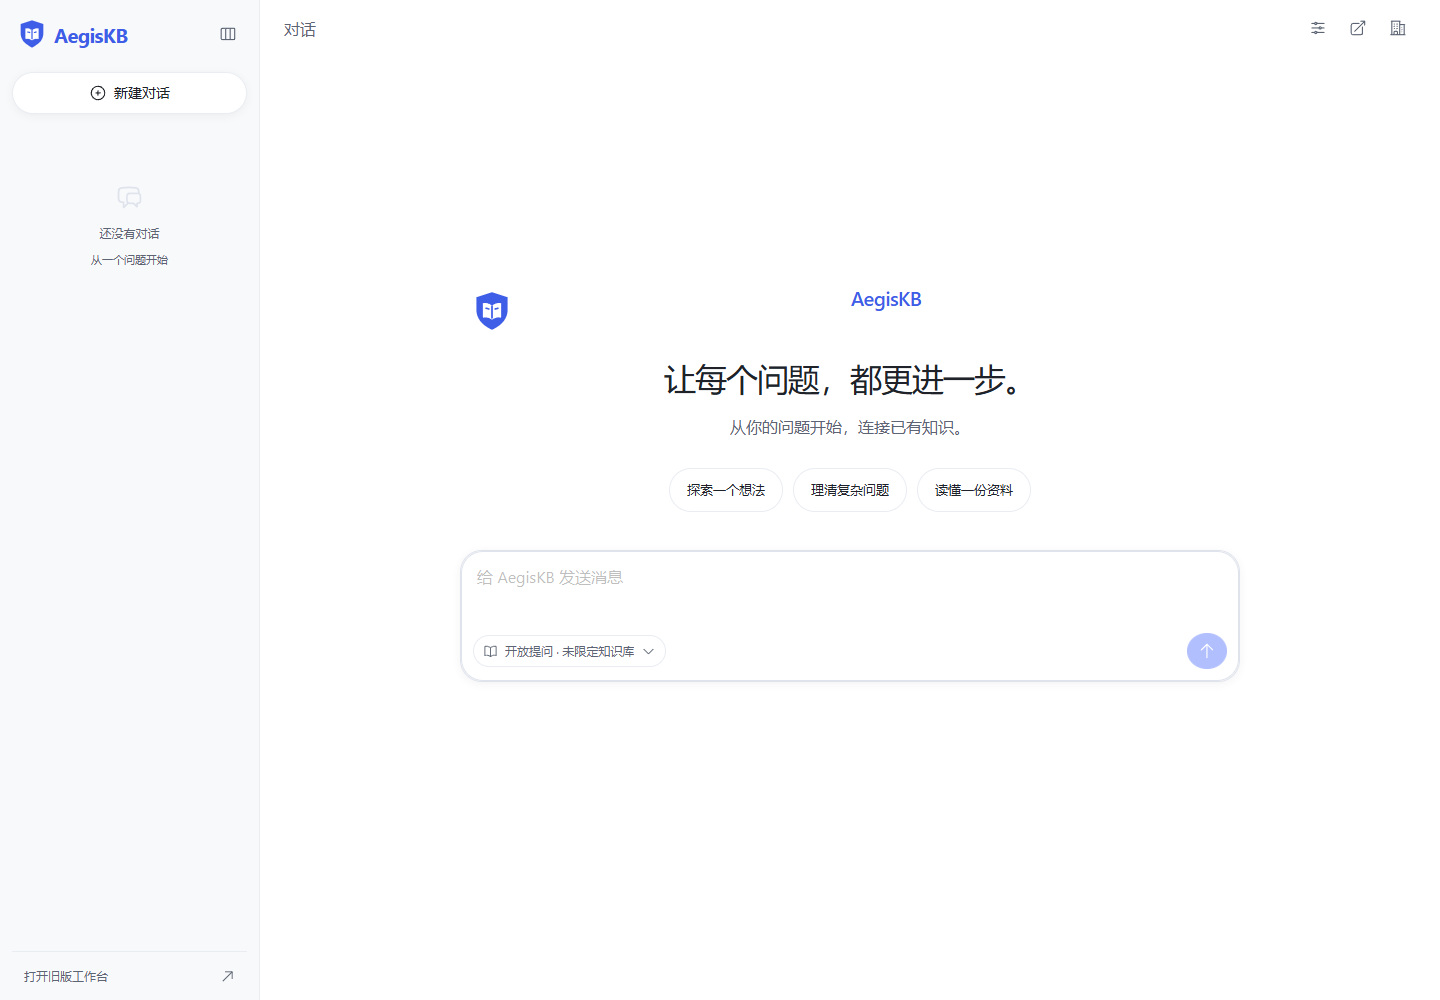 AegisKB
新建对话
还没有对话
从一个问题开始
打开旧版工作台
对话
AegisKB
让每个问题，都更进一步。
从你的问题开始，连接已有知识。
探索一个想法 理清复杂问题 读懂一份资料
给 AegisKB 发送消息
开放提问 · 未限定知识库